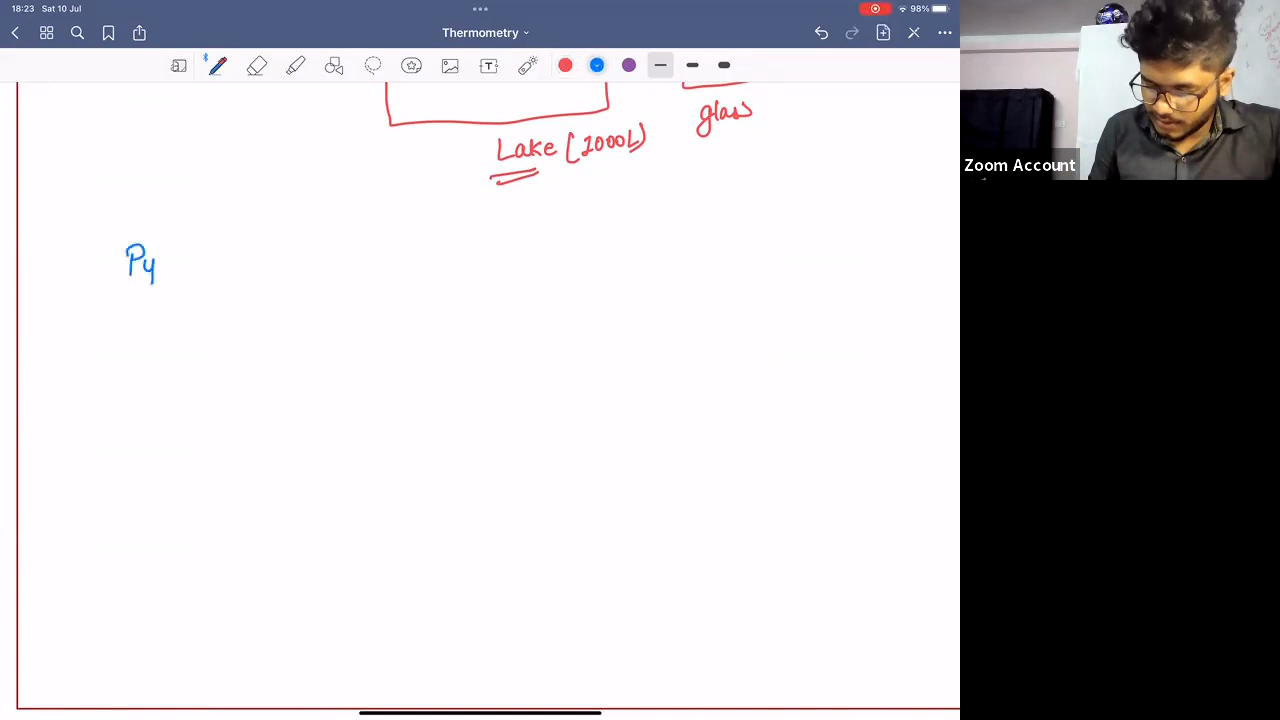 18:23 Sat 10 Jul
98%
Thermometry
T
glass
Lake (1000L)
Py
Zoom Account